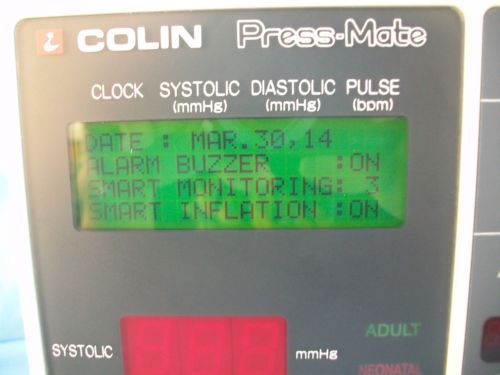 COLIN Press-Mate
CLOCK SYSTOLIC DIASTOLIC PULSE
(mmHg) (mmHg) (bpm)
DATE : MAR.30,14
ALARM BUZZER :ON
SMART MONITORING: 3
SMART INFLATION :ON
ADULT
SYSTOLIC mmHg
NEONATAL